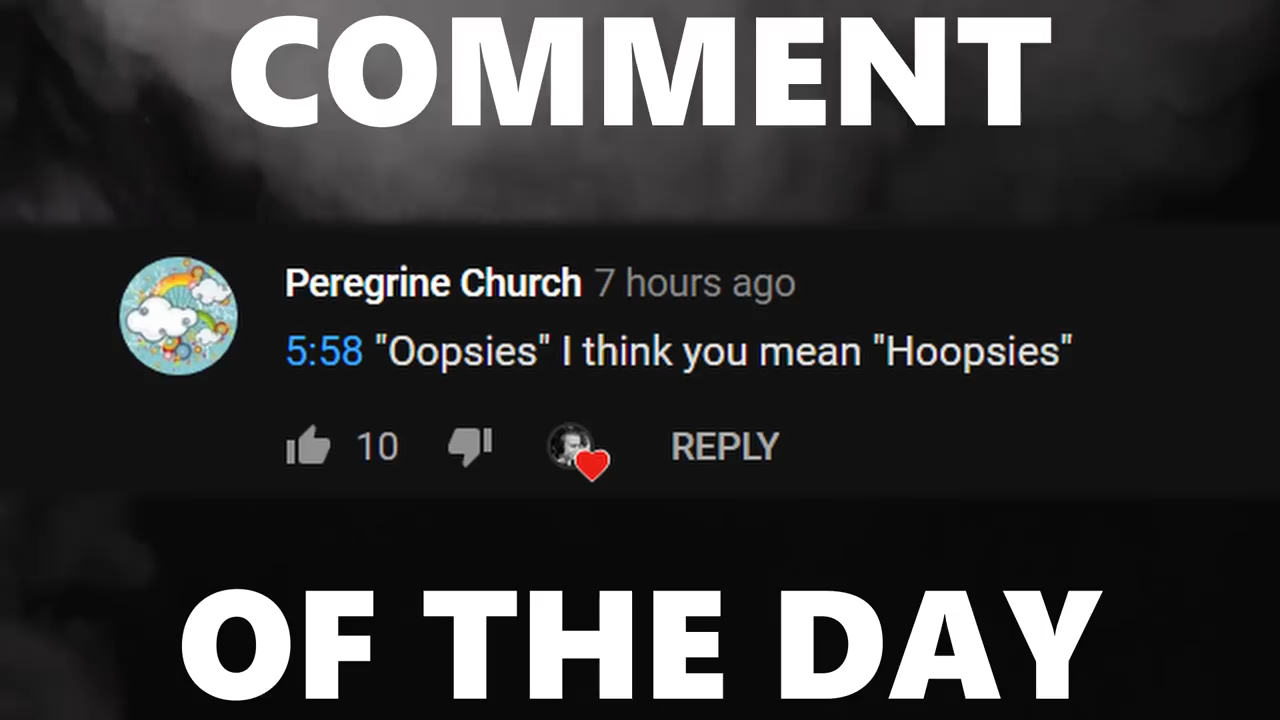 COMMENT
Peregrine Church 7 hours ago
5:58 "Oopsies" I think you mean "Hoopsies"
10 REPLY
OF THE DAY